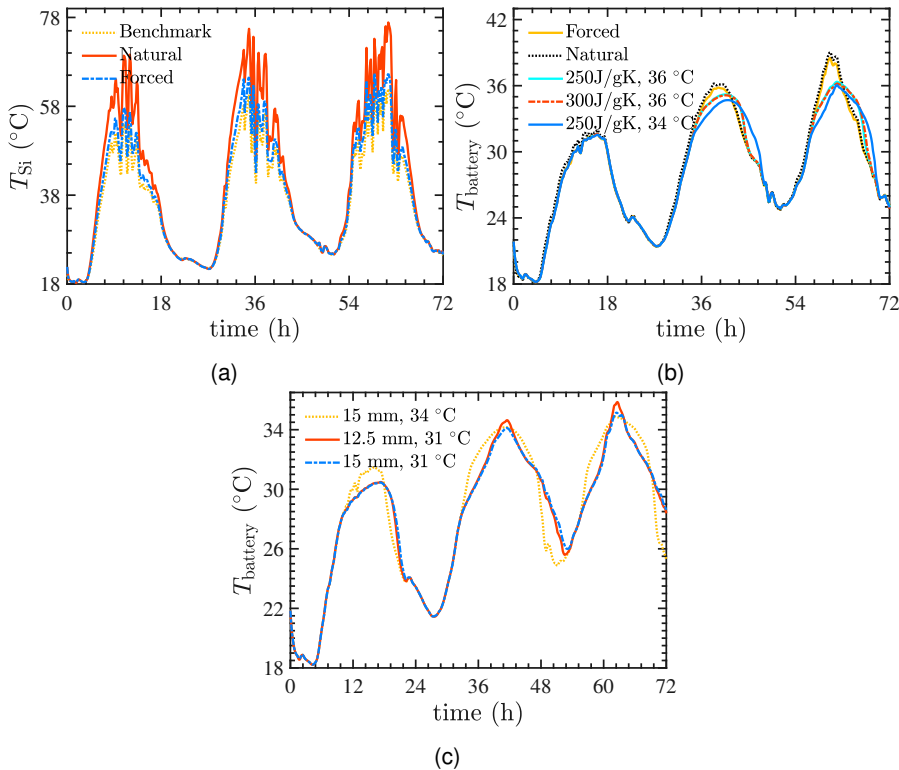 78
58
38
18
T_Si (°C)
Benchmark
Natural
Forced
0 18 36 54 72
time (h)
(a)
42
36
30
24
18
T_battery (°C)
Forced
Natural
250J/gK, 36 °C
300J/gK, 36 °C
250J/gK, 34 °C
0 18 36 54 72
time (h)
(b)
34
30
26
22
18
T_battery (°C)
15 mm, 34 °C
12.5 mm, 31 °C
15 mm, 31 °C
0 12 24 36 48 60 72
time (h)
(c)